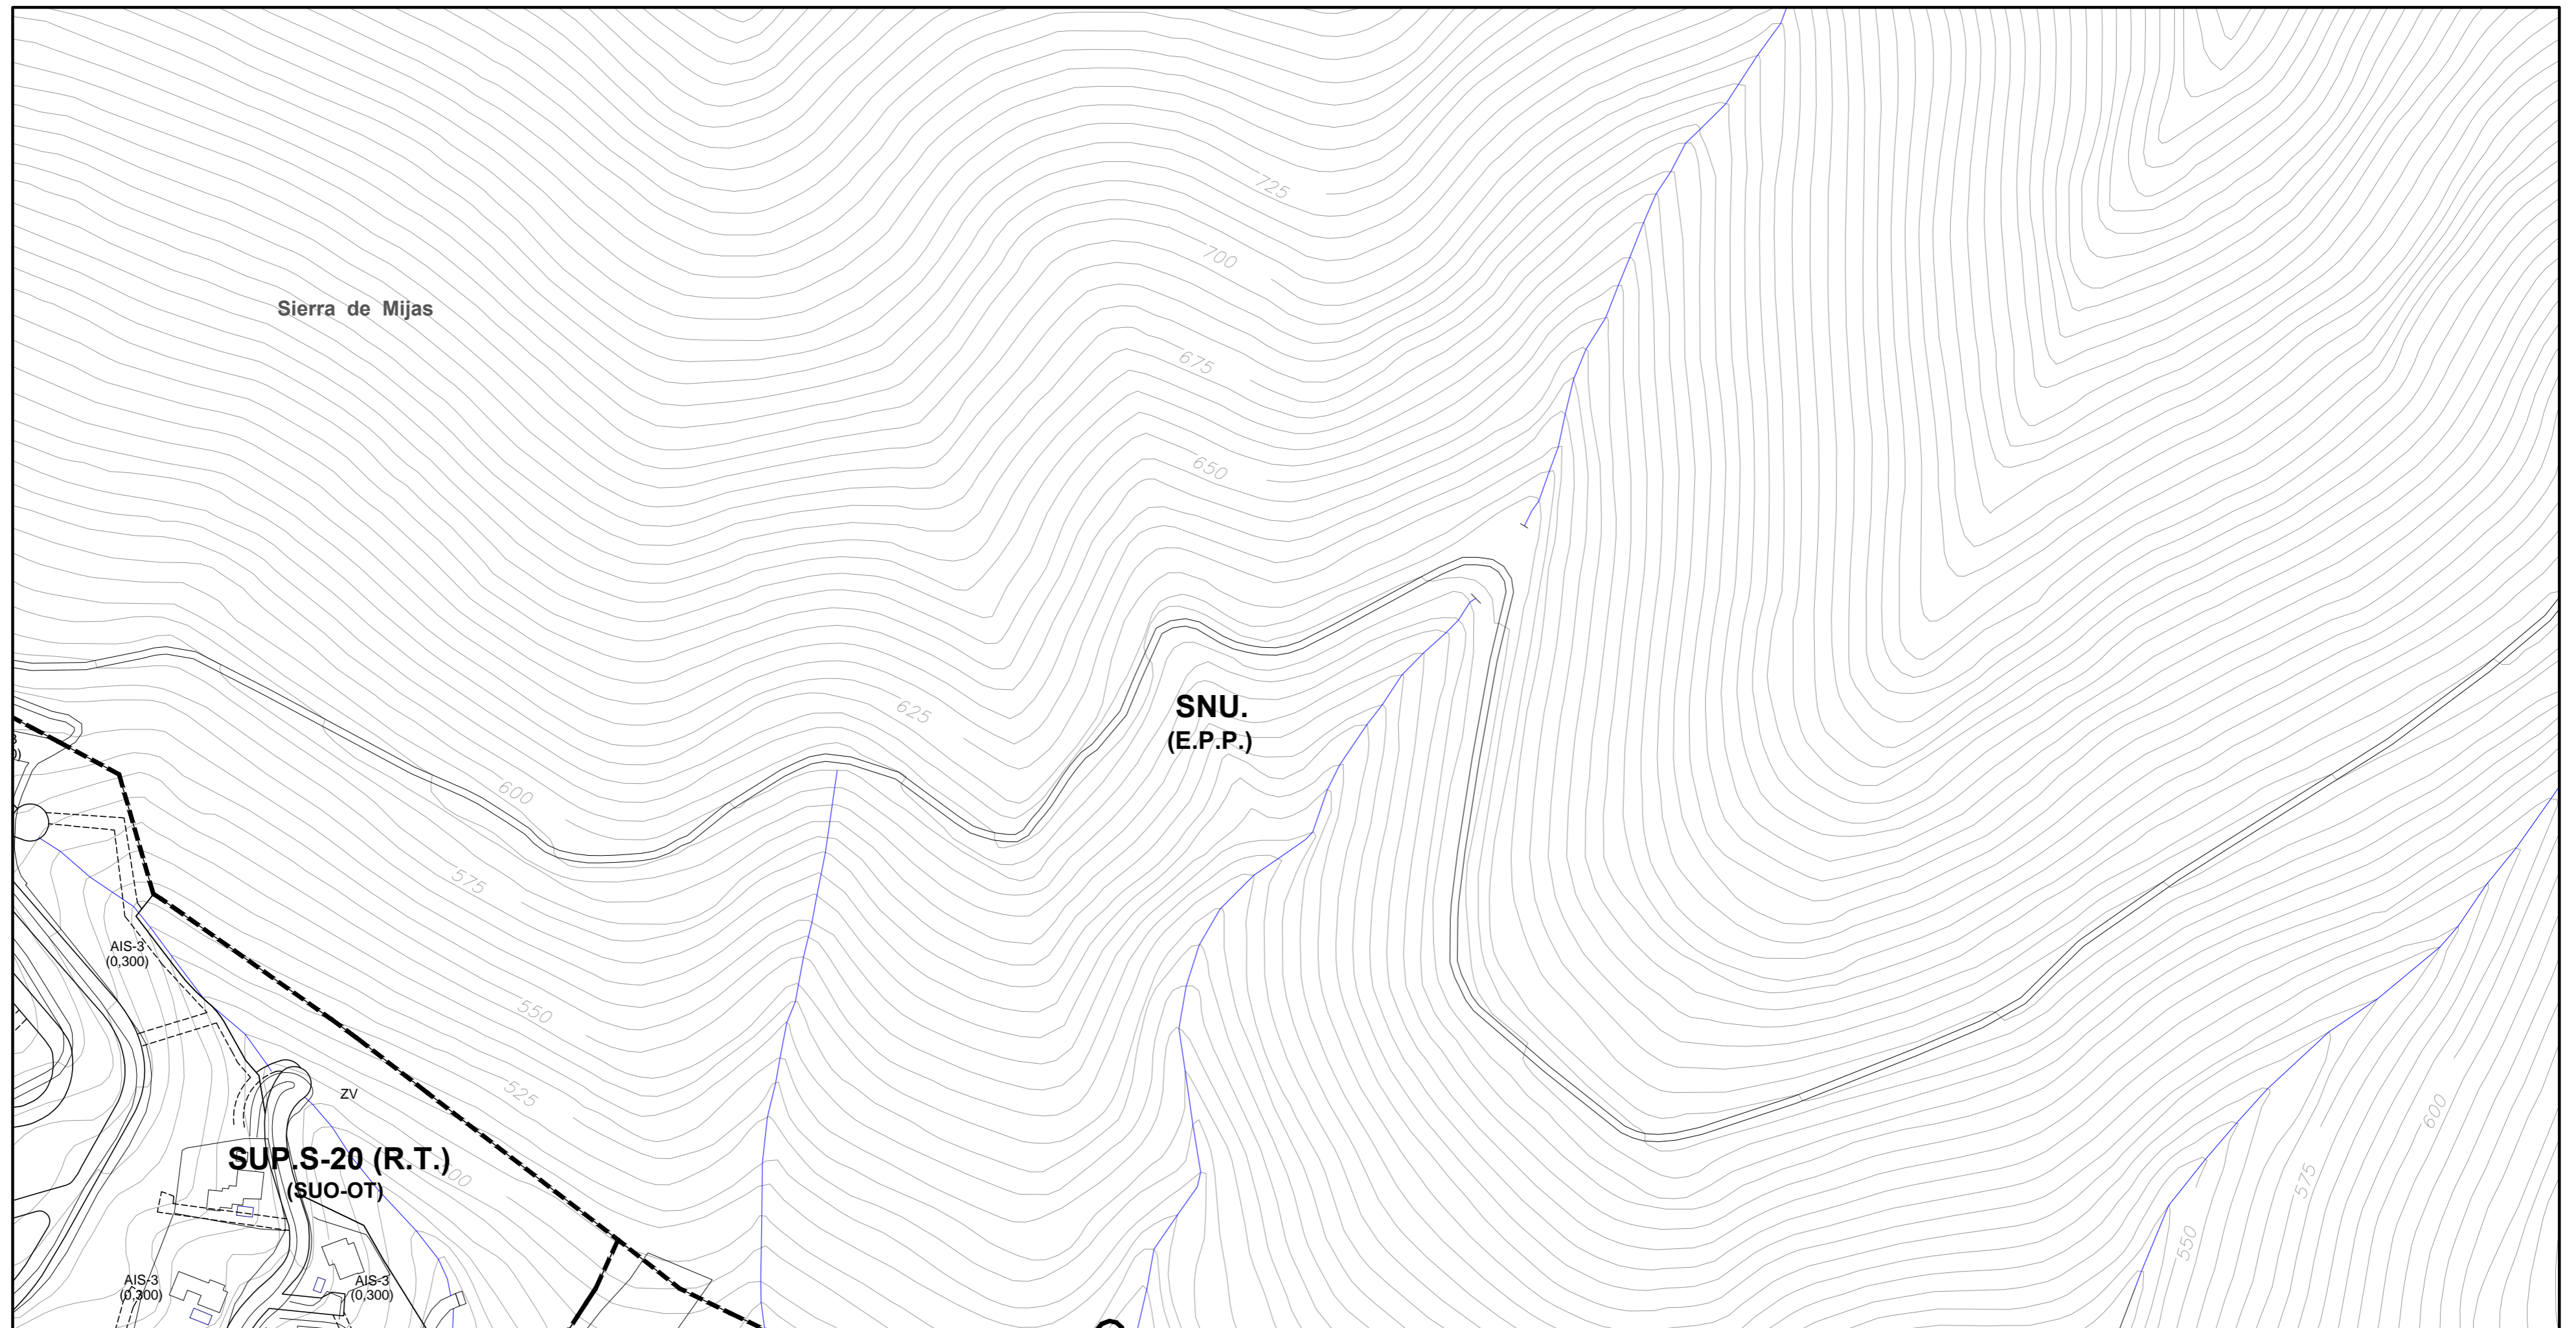 725
700
Sierra de Mijas
675
650
SNU.
(E.P.P.)
625
600
575
AIS-3
(0,300)
550
525
ZV
600
SUP.S-20 (R.T.)
(SUO-OT)
575
550
AIS-3
(0,300)
AIS-3
(0,300)